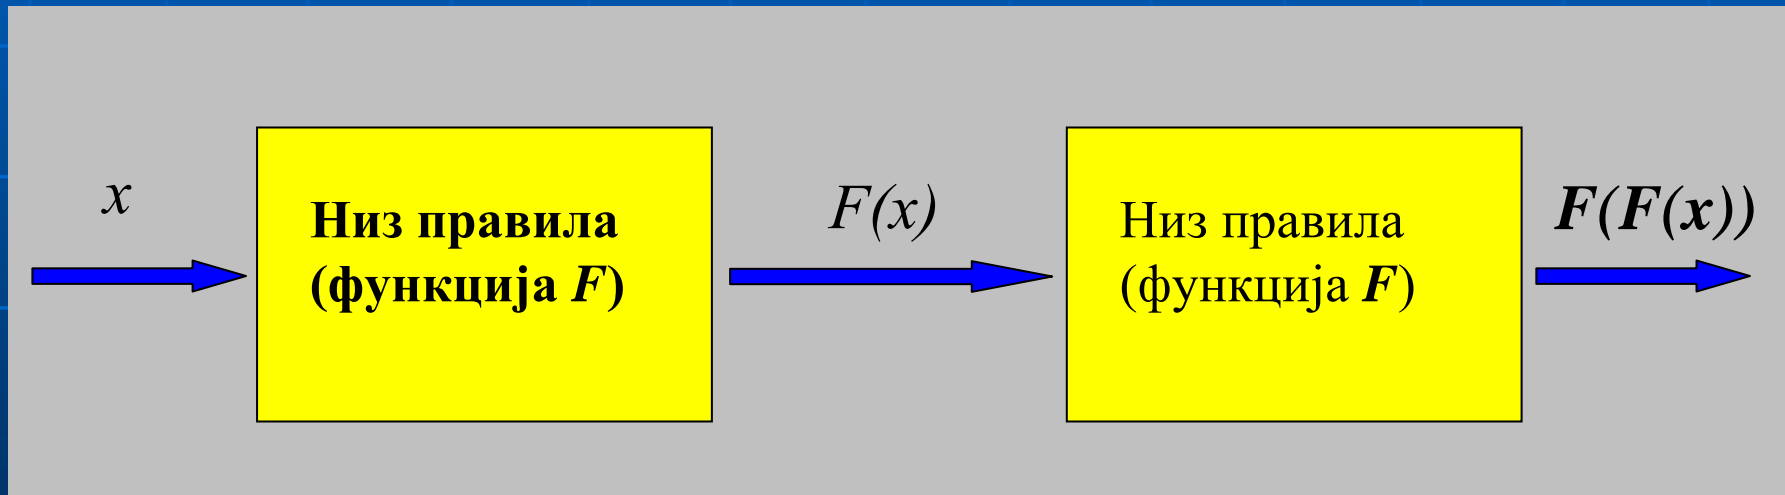 x
Низ правила
(функција F)
F(x)
Низ правила
(функција F)
F(F(x))